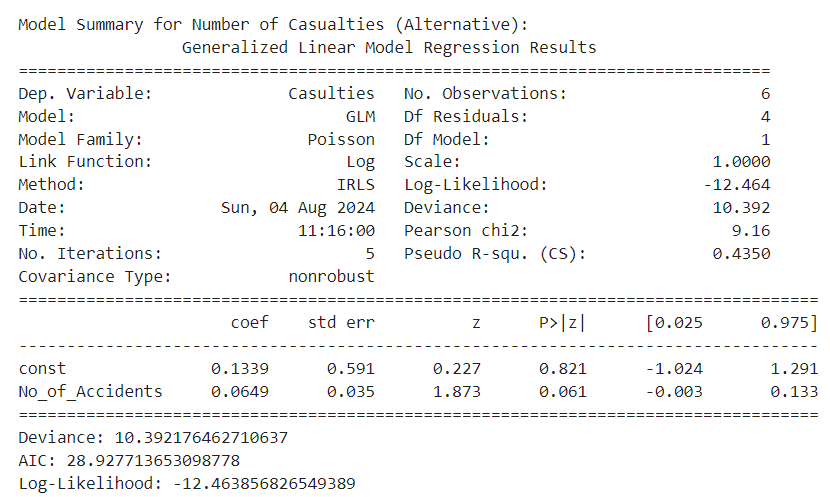 Model Summary for Number of Casualties (Alternative):
                 Generalized Linear Model Regression Results
==============================================================================
Dep. Variable:              Casulties   No. Observations:                    6
Model:                            GLM   Df Residuals:                        4
Model Family:                 Poisson   Df Model:                            1
Link Function:                    Log   Scale:                          1.0000
Method:                          IRLS   Log-Likelihood:                -12.464
Date:                Sun, 04 Aug 2024   Deviance:                       10.392
Time:                        11:16:00   Pearson chi2:                     9.16
No. Iterations:                     5   Pseudo R-squ. (CS):             0.4350
Covariance Type:            nonrobust
===================================================================================
                      coef    std err          z      P>|z|      [0.025      0.975]
-----------------------------------------------------------------------------------
const               0.1339      0.591      0.227      0.821      -1.024       1.291
No_of_Accidents     0.0649      0.035      1.873      0.061      -0.003       0.133
===================================================================================
Deviance: 10.392176462710637
AIC: 28.927713653098778
Log-Likelihood: -12.463856826549389